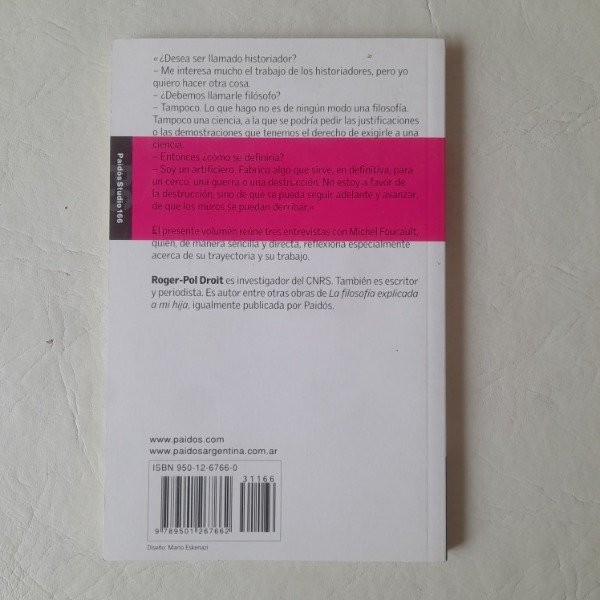 «¿Desea ser llamado historiador?
– Me interesa mucho el trabajo de los historiadores, pero yo
quiero hacer otra cosa.
– ¿Debemos llamarle filósofo?
– Tampoco. Lo que hago no es de ningún modo una filosofía.
Tampoco una ciencia, a la que se podría pedir las justificaciones
o las demostraciones que tenemos el derecho de exigirle a una
ciencia.
– Entonces ¿cómo se definiría?
– Soy un artificiero. Fabrico algo que sirve, en definitiva, para
un cerco, una guerra o una destrucción. No estoy a favor de
la destrucción, sino de que se pueda seguir adelante y avanzar,
de que los muros se puedan derribar.»
El presente volumen reúne tres entrevistas con Michel Foucault,
quien, de manera sencilla y directa, reflexiona especialmente
acerca de su trayectoria y su trabajo.
Roger-Pol Droit es investigador del CNRS. También es escritor
y periodista. Es autor entre otras obras de La filosofía explicada
a mi hija, igualmente publicada por Paidós.
PaidósStudio166
www.paidos.com
www.paidosargentina.com.ar
ISBN 950-12-6766-0
31166
9 789501 267662
Diseño: Mario Eskenazi